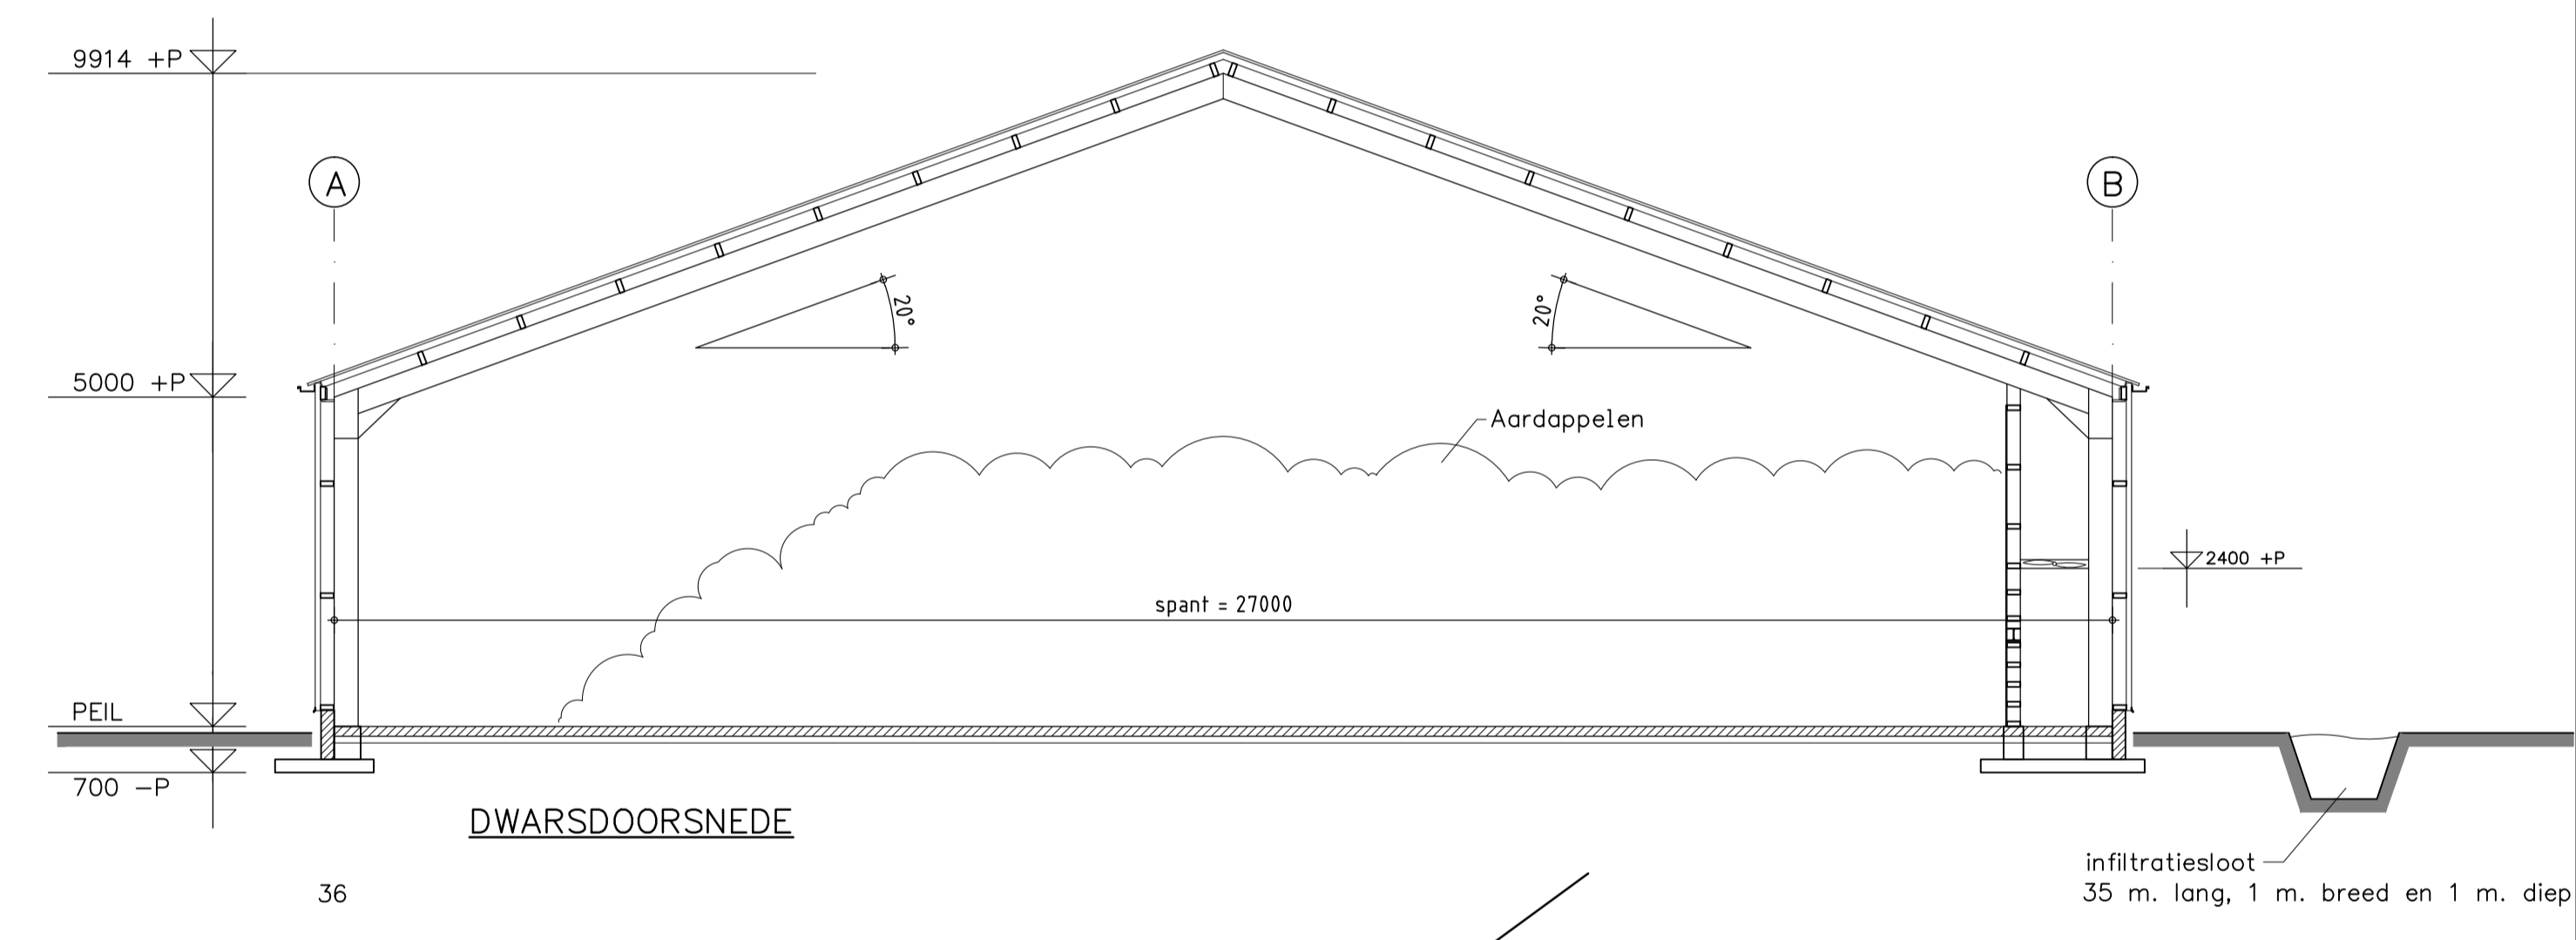 9914 +P
A
B
20°
20°
5000 +P
Aardappelen
2400 +P
spant = 27000
PEIL
700 -P
DWARSDOORSNEDE
infiltratiesloot
36
35 m. lang, 1 m. breed en 1 m. diep